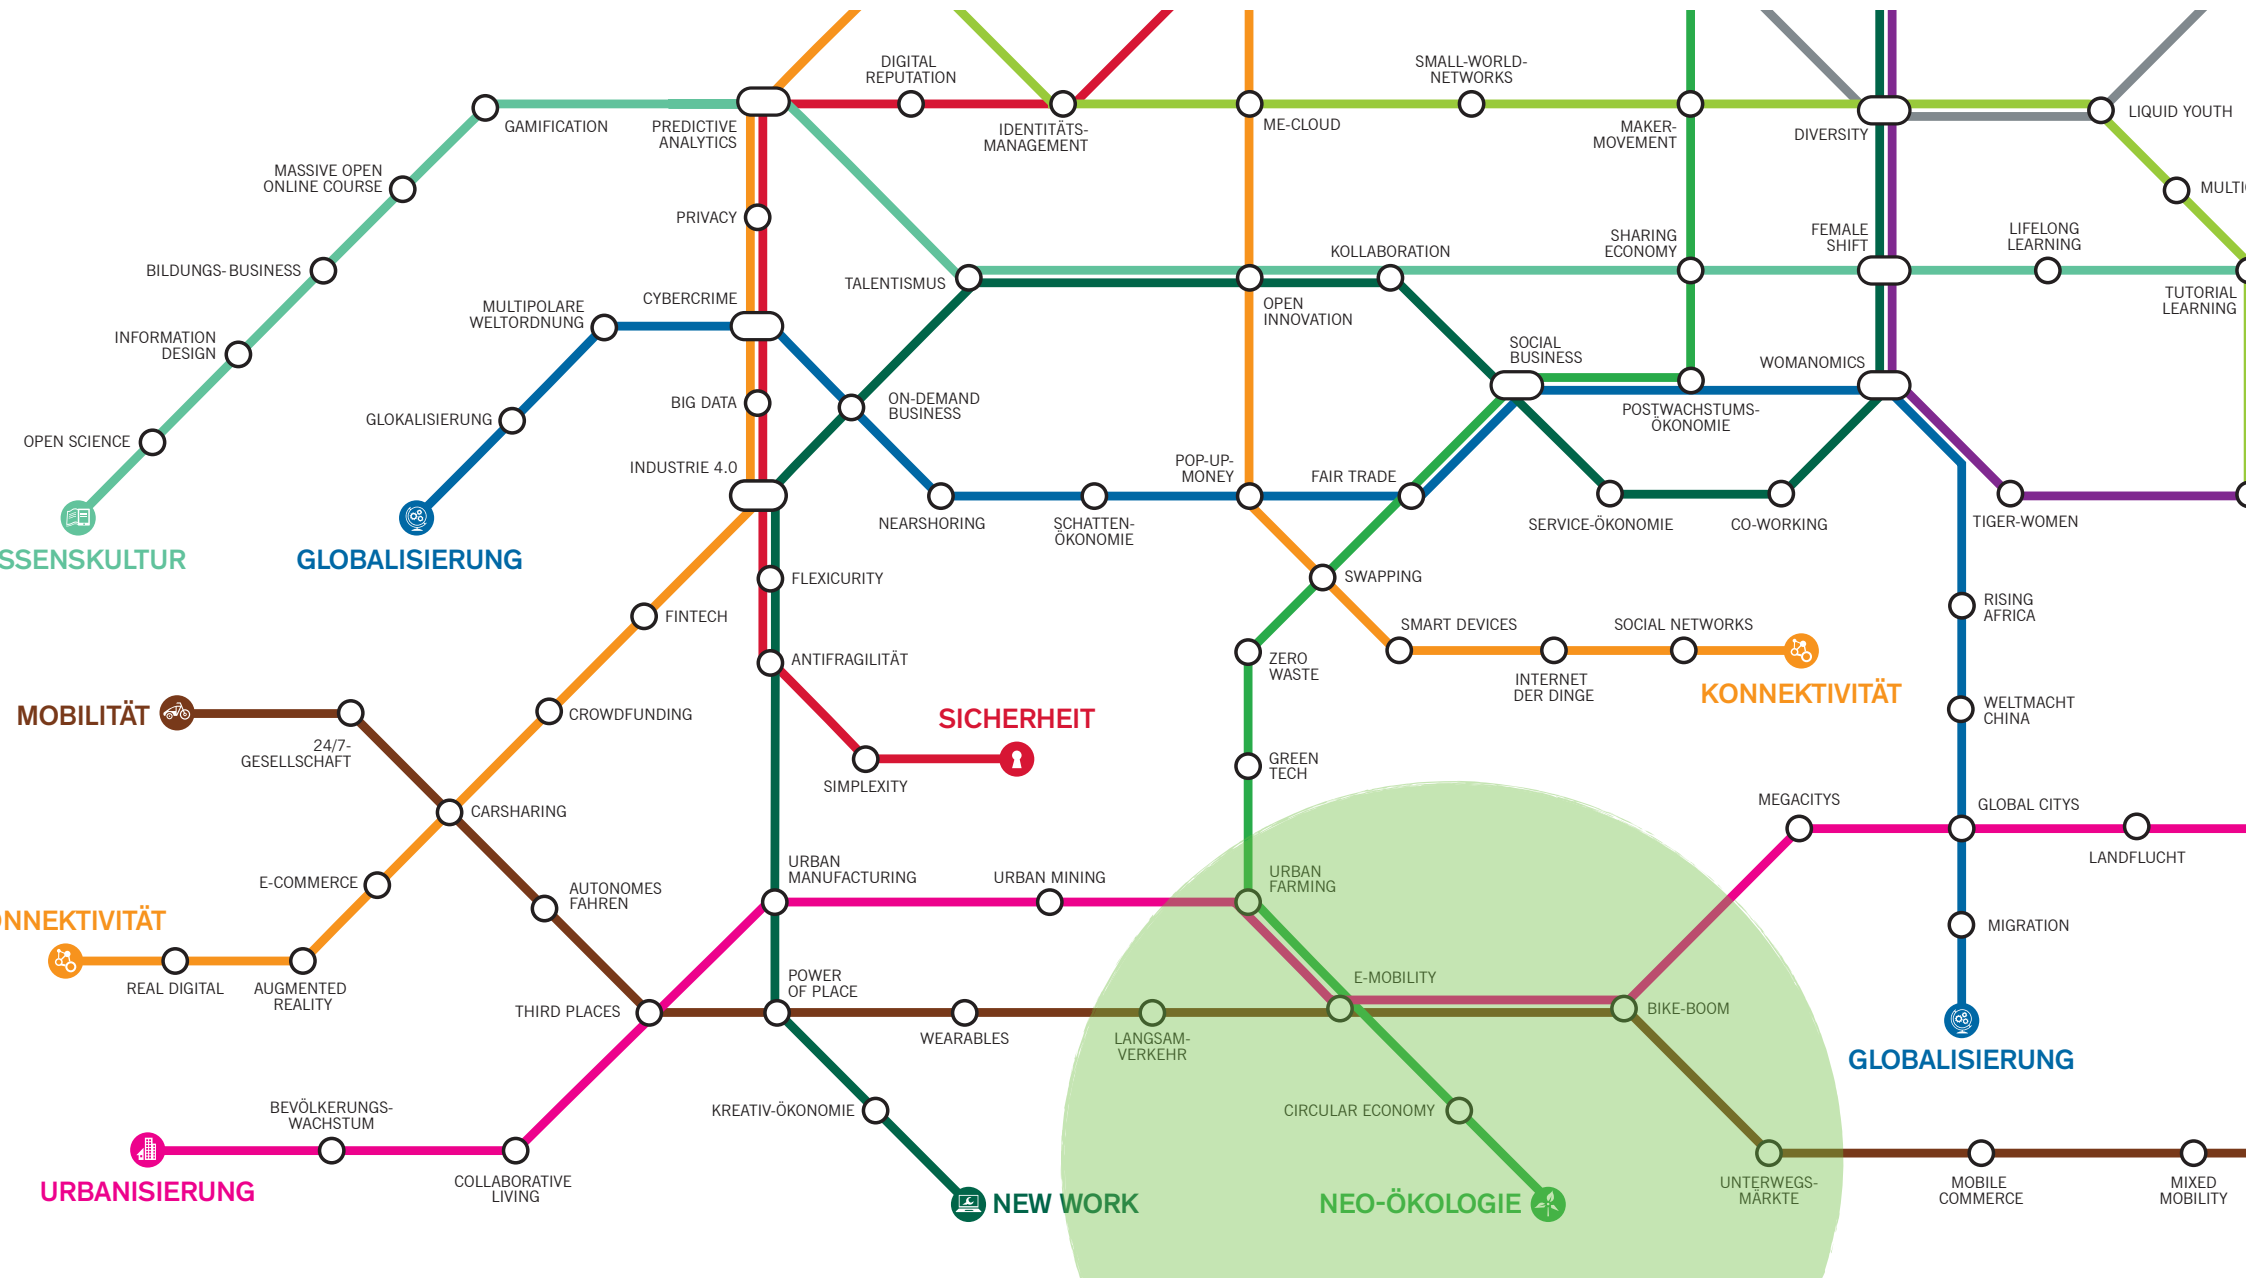 DIGITAL
REPUTATION
SMALL-WORLD-
NETWORKS
GAMIFICATION
PREDICTIVE
ANALYTICS
IDENTITÄTS-
MANAGEMENT
ME-CLOUD
MAKER-
MOVEMENT
DIVERSITY
LIQUID YOUTH
MASSIVE OPEN
ONLINE COURSE
MULTI
PRIVACY
BILDUNGS-BUSINESS
TALENTISMUS
KOLLABORATION
SHARING
ECONOMY
FEMALE
SHIFT
LIFELONG
LEARNING
TUTORIAL
LEARNING
MULTIPOLARE
WELTORDNUNG
CYBERCRIME
OPEN
INNOVATION
INFORMATION
DESIGN
SOCIAL
BUSINESS
WOMANOMICS
GLOKALISIERUNG
BIG DATA
ON-DEMAND
BUSINESS
POSTWACHSTUMS-
ÖKONOMIE
OPEN SCIENCE
INDUSTRIE 4.0
POP-UP-
MONEY
FAIR TRADE
NEARSHORING
SCHATTEN-
ÖKONOMIE
SERVICE-ÖKONOMIE
CO-WORKING
TIGER-WOMEN
SSENSKULTUR
GLOBALISIERUNG
FLEXICURITY
SWAPPING
FINTECH
RISING
AFRICA
SMART DEVICES
SOCIAL NETWORKS
ANTIFRAGILITÄT
ZERO
WASTE
INTERNET
DER DINGE
KONNEKTIVITÄT
MOBILITÄT
24/7-
GESELLSCHAFT
CROWDFUNDING
SICHERHEIT
WELTMACHT
CHINA
SIMPLEXITY
GREEN
TECH
CARSHARING
MEGACITYS
GLOBAL CITYS
LANDFLUCHT
E-COMMERCE
AUTONOMES
FAHREN
URBAN
MANUFACTURING
URBAN MINING
URBAN
FARMING
NNEKTIVITÄT
MIGRATION
REAL DIGITAL
AUGMENTED
REALITY
POWER
OF PLACE
E-MOBILITY
THIRD PLACES
WEARABLES
LANGSAM-
VERKEHR
BIKE-BOOM
GLOBALISIERUNG
BEVÖLKERUNGS-
WACHSTUM
KREATIV-ÖKONOMIE
CIRCULAR ECONOMY
URBANISIERUNG
COLLABORATIVE
LIVING
NEW WORK
NEO-ÖKOLOGIE
UNTERWEGS-
MÄRKTE
MOBILE
COMMERCE
MIXED
MOBILITY